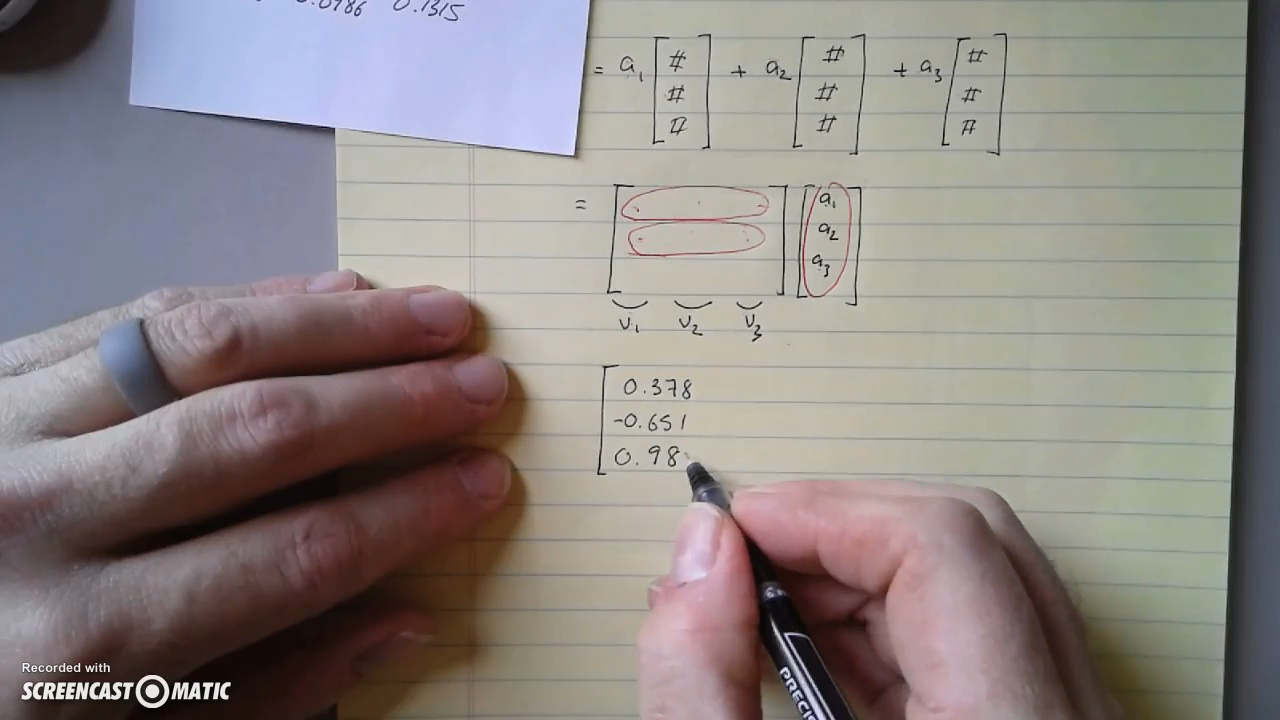 0.1315
= a₁ [ # # # ] + a₂ [ # # # ] + a₃ [ # # # ]
= [ ] [ a₁ a₂ a₃ ]
v₁ v₂ v₃
0.378
-0.651
0.98
Recorded with
SCREENCAST O MATIC
PRECIS